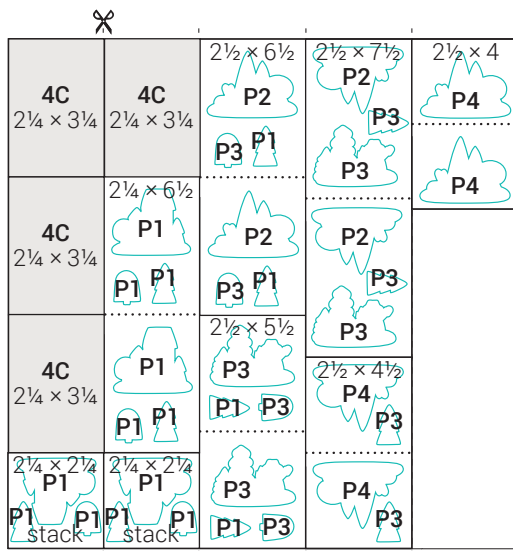 4C
2¼ × 3¼
4C
2¼ × 3¼
2½ × 6½
P2
P3
P1
2½ × 7½
P2
P3
P3
2½ × 4
P4
P4
4C
2¼ × 3¼
2¼ × 6½
P1
P1
P1
P2
P3
P1
P2
P3
P3
4C
2¼ × 3¼
P1
P1
P1
2½ × 5½
P3
P1
P3
2½ × 4½
P4
P3
2¼ × 2¼
P1
P1
P1
stack
2¼ × 2¼
P1
P1
P1
stack
P3
P1
P3
P4
P3